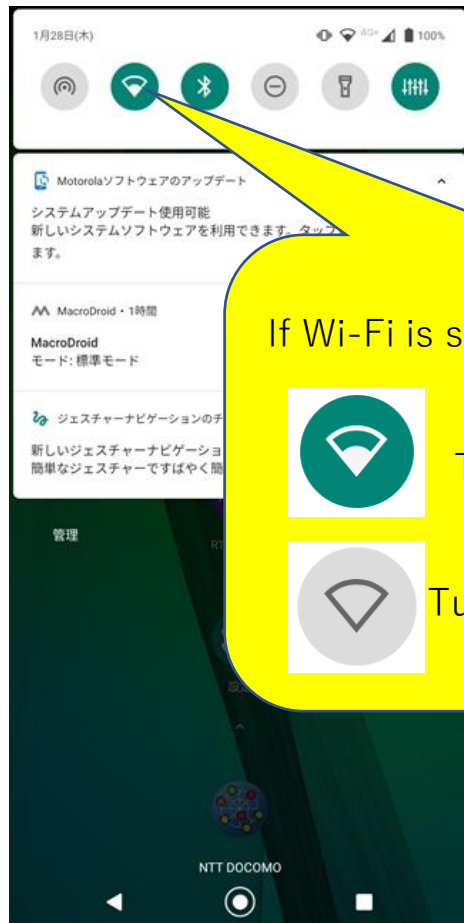 1月28日(木)
4G+
100%
Motorolaソフトウェアのアップデート
システムアップデート使用可能
新しいシステムソフトウェアを利用できます。タップ
ます。
MacroDroid・1時間
MacroDroid
モード: 標準モード
ジェスチャーナビゲーションのチ
新しいジェスチャーナビゲーショ
簡単なジェスチャーですばやく簡
If Wi-Fi is s
Tu
管理
RT
設定
NTT DOCOMO